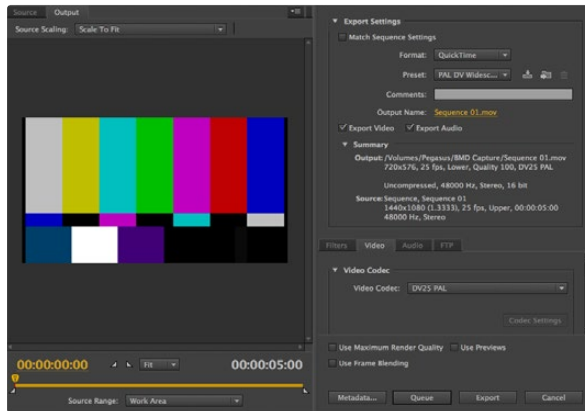 Source Output
Source Scaling: Scale To Fit
00:00:00:00 Fit 00:00:05:00
Source Range: Work Area
Export Settings
Match Sequence Settings
Format: QuickTime
Preset: PAL DV Widesc...
Comments:
Output Name: Sequence 01.mov
Export Video Export Audio
Summary
Output: /Volumes/Pegasus/BMD Capture/Sequence 01.mov
720x576, 25 fps, Lower, Quality 100, DV25 PAL
Uncompressed, 48000 Hz, Stereo, 16 bit
Source: Sequence, Sequence 01
1440x1080 (1.3333), 25 fps, Upper, 00:00:05:00
48000 Hz, Stereo
Filters Video Audio FTP
Video Codec
Video Codec: DV25 PAL
Codec Settings
Use Maximum Render Quality Use Previews
Use Frame Blending
Metadata... Queue Export Cancel